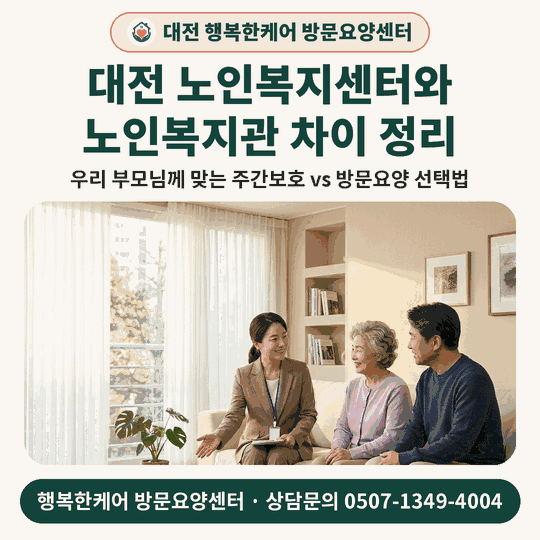 대전 행복한케어 방문요양센터
대전 노인복지센터와
노인복지관 차이 정리
우리 부모님께 맞는 주간보호 vs 방문요양 선택법
행복한케어 방문요양센터 · 상담문의 0507-1349-4004